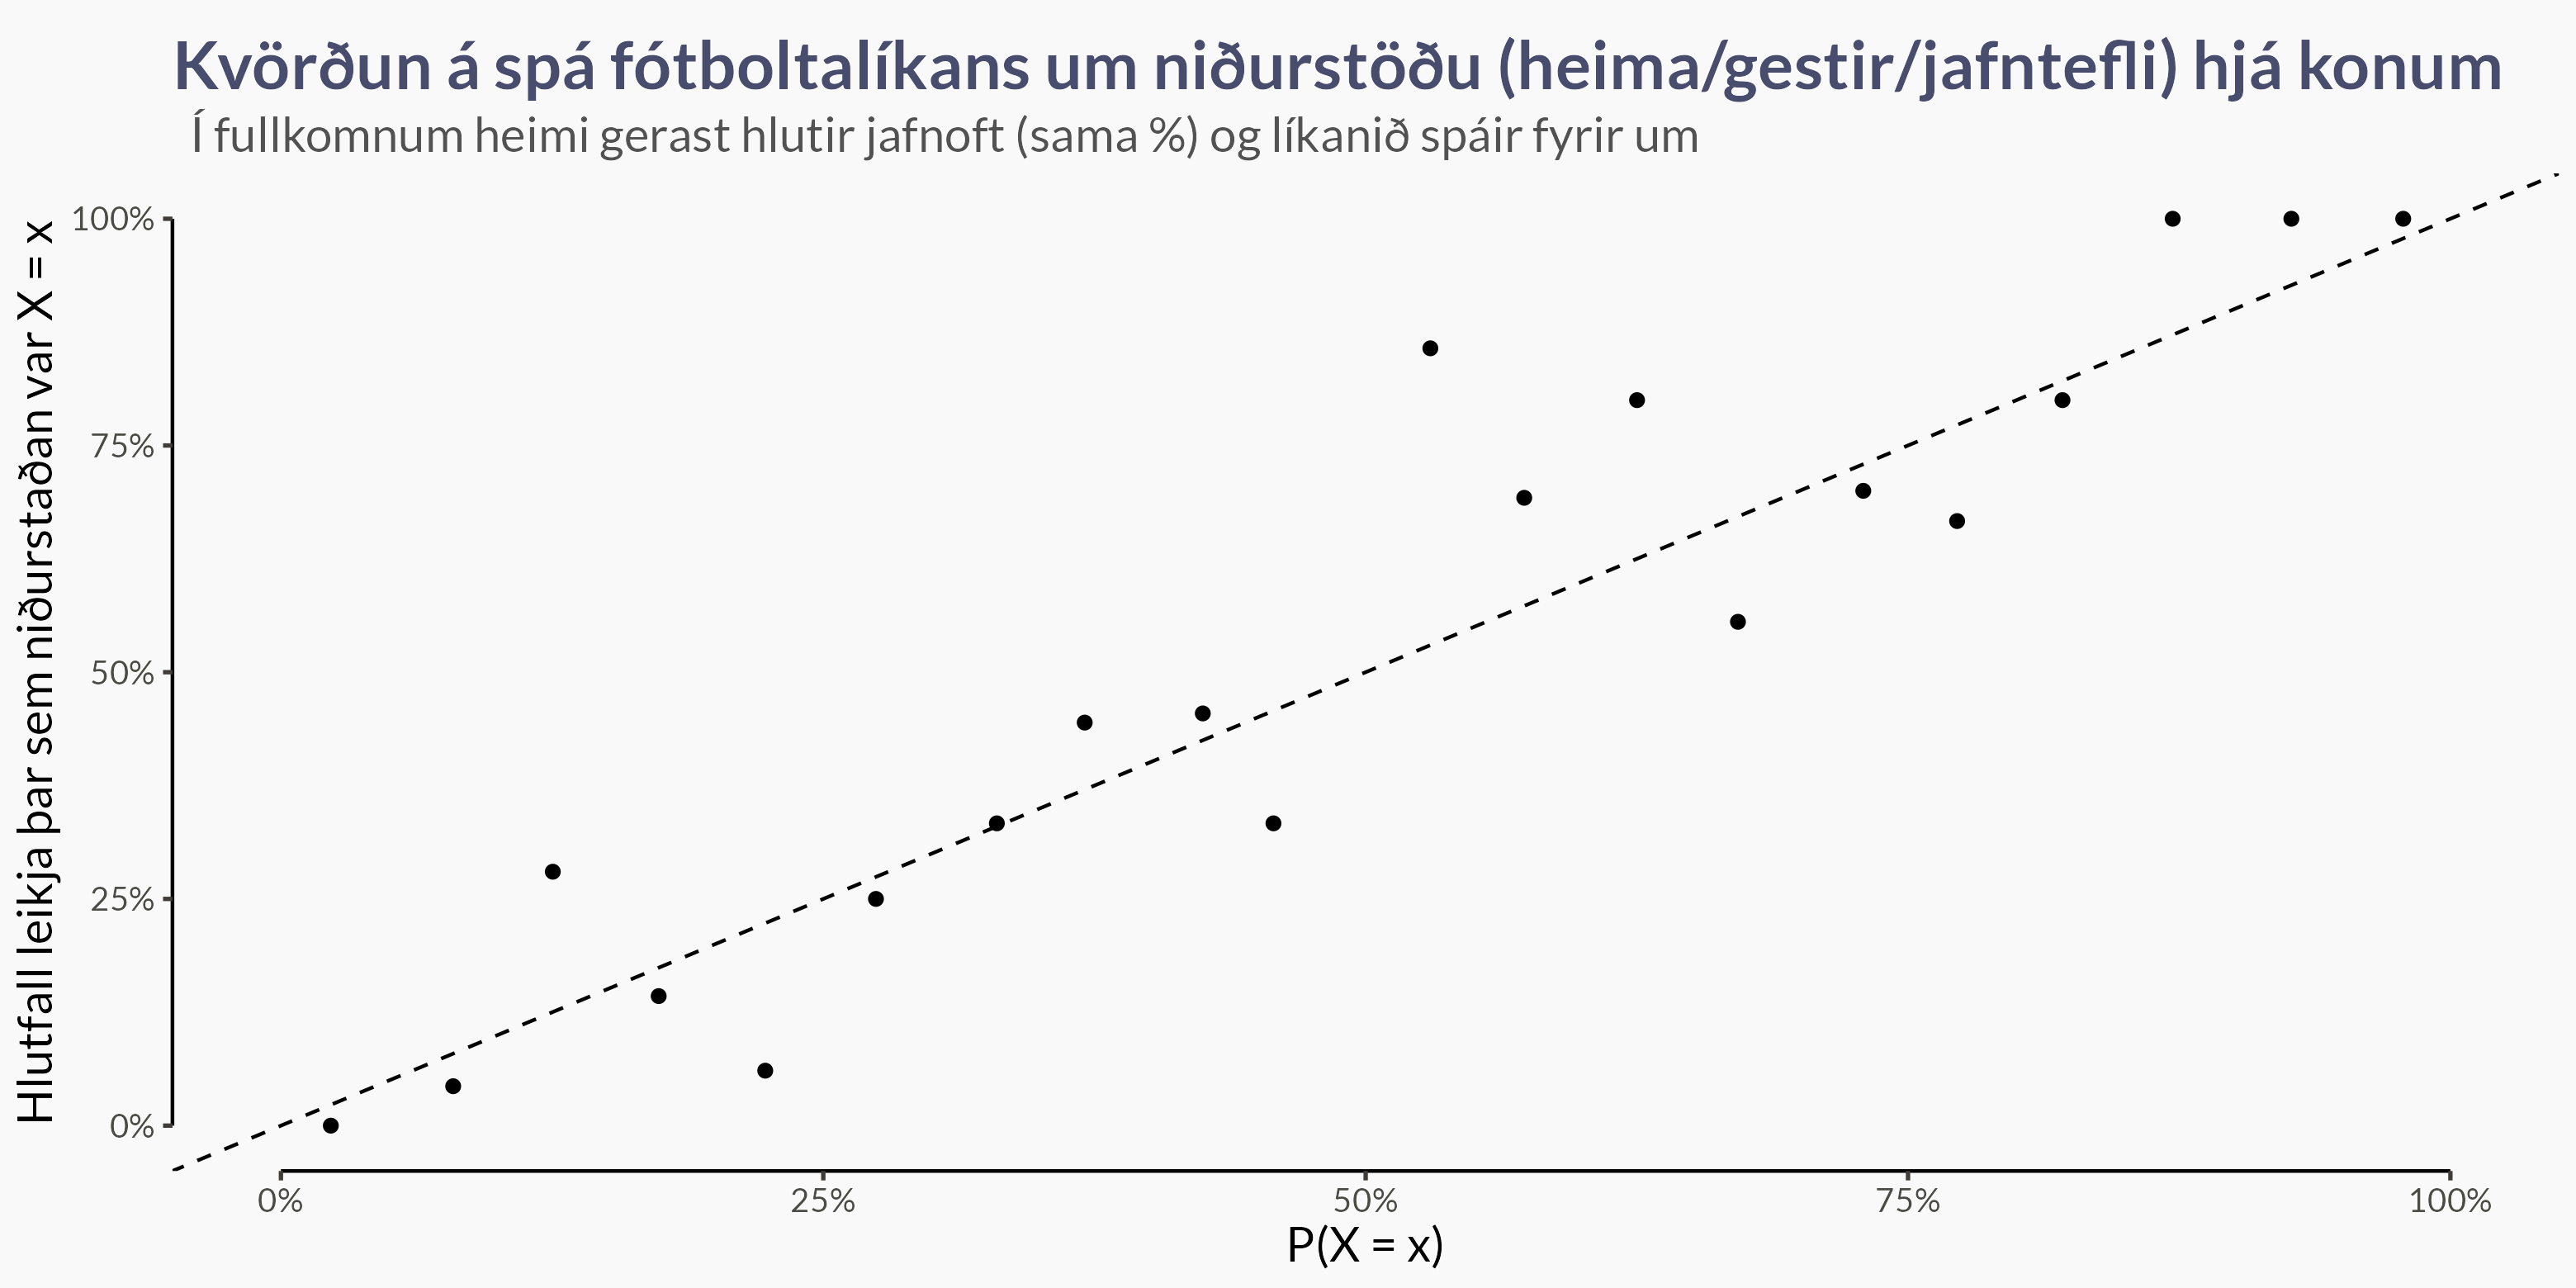 Kvörðun á spá fótboltalíkans um niðurstöðu (heima/gestir/jafntefli) hjá konum
Í fullkomnum heimi gerast hlutir jafnoft (sama %) og líkanið spáir fyrir um
Hlutfall leikja þar sem niðurstaðan var X = x
100%
75%
50%
25%
0%
0%
25%
50%
75%
100%
P(X = x)